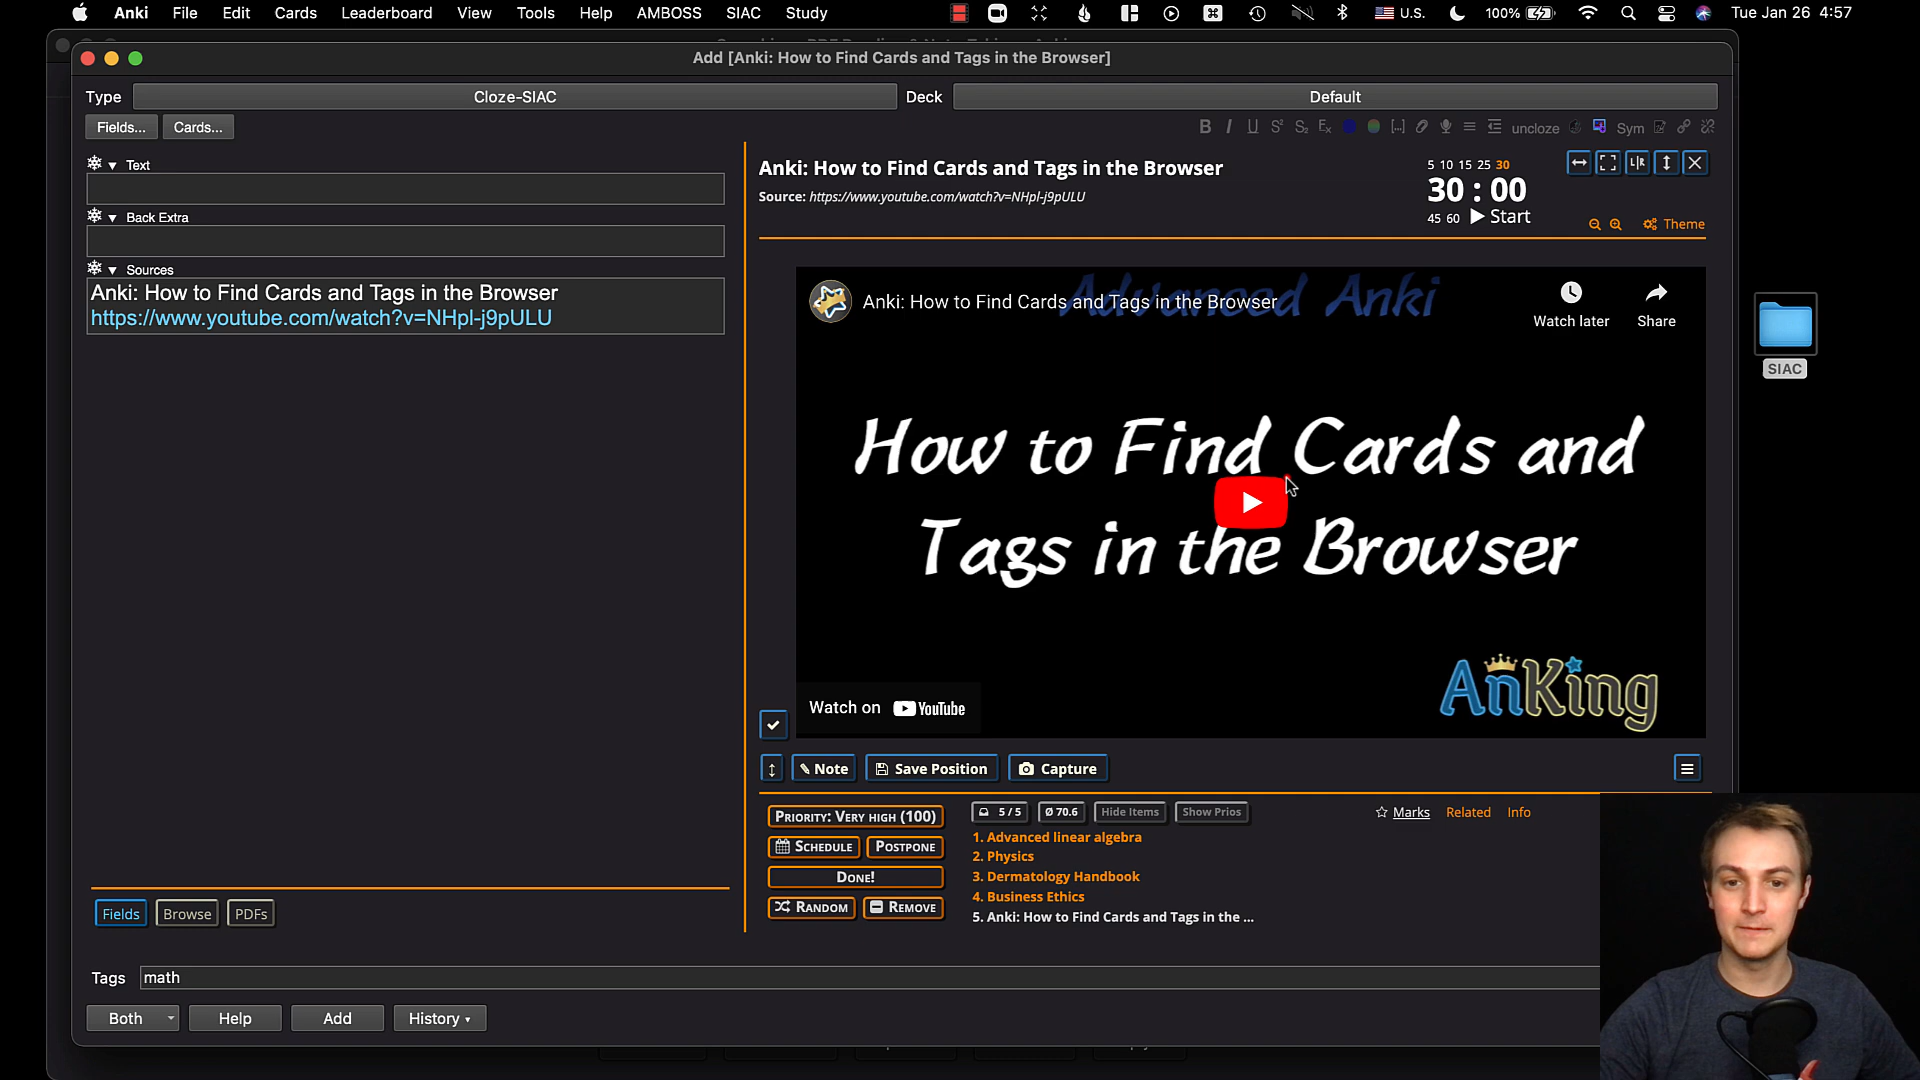 Anki File Edit Cards Leaderboard View Tools Help AMBOSS SIAC Study U.S. 100% Tue Jan 26 4:57
Add [Anki: How to Find Cards and Tags in the Browser]
Type Cloze-SIAC Deck Default
Fields... Cards...
B I U S² S₂ Ex [...] uncloze Sym
Text
Back Extra
Sources
Anki: How to Find Cards and Tags in the Browser
https://www.youtube.com/watch?v=NHpl-j9pULU
Anki: How to Find Cards and Tags in the Browser
Source: https://www.youtube.com/watch?v=NHpl-j9pULU
5 10 15 25 30
30 : 00
45 60 Start
L|R
Theme
Advanced Anki
Anki: How to Find Cards and Tags in the Browser
Watch later Share
How to Find Cards and
Tags in the Browser
AnKing
Watch on YouTube
Note Save Position Capture
Priority: Very high (100)
Schedule Postpone
Done!
Random Remove
5 / 5 Ø 70.6 Hide Items Show Prios
1. Advanced linear algebra
2. Physics
3. Dermatology Handbook
4. Business Ethics
5. Anki: How to Find Cards and Tags in the ...
Marks Related Info
Fields Browse PDFs
Tags math
Both Help Add History
SIAC